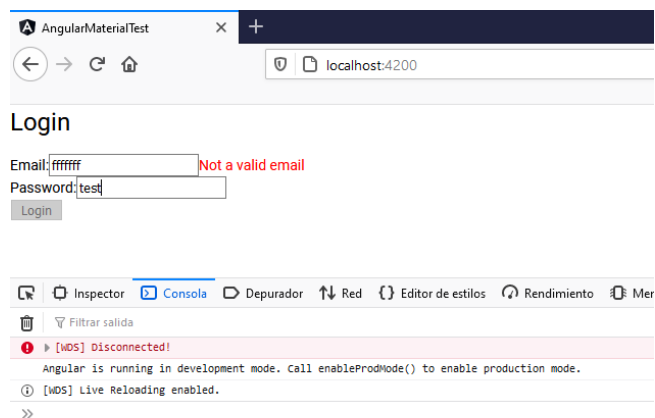 AngularMaterialTest
localhost:4200
Login
Email: fffffff Not a valid email
Password: test
Login
Inspector Consola Depurador Red Editor de estilos Rendimiento Mer
Filtrar salida
[WDS] Disconnected!
Angular is running in development mode. Call enableProdMode() to enable production mode.
[WDS] Live Reloading enabled.